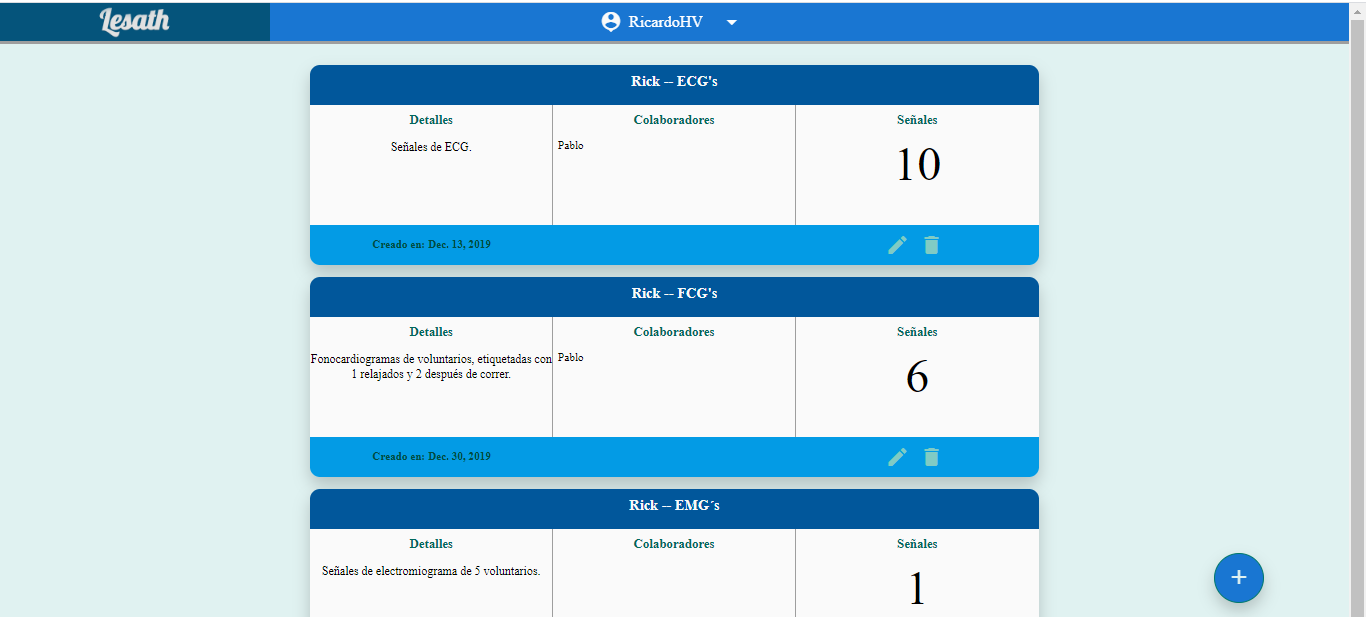 Lesath
RicardoHV
Rick -- ECG's
Detalles
Colaboradores
Señales
Señales de ECG.
Pablo
10
Creado en: Dec. 13, 2019
Rick -- FCG's
Detalles
Colaboradores
Señales
Fonocardiogramas de voluntarios, etiquetadas con
1 relajados y 2 después de correr.
Pablo
6
Creado en: Dec. 30, 2019
Rick -- EMG´s
Detalles
Colaboradores
Señales
Señales de electromiograma de 5 voluntarios.
1
+